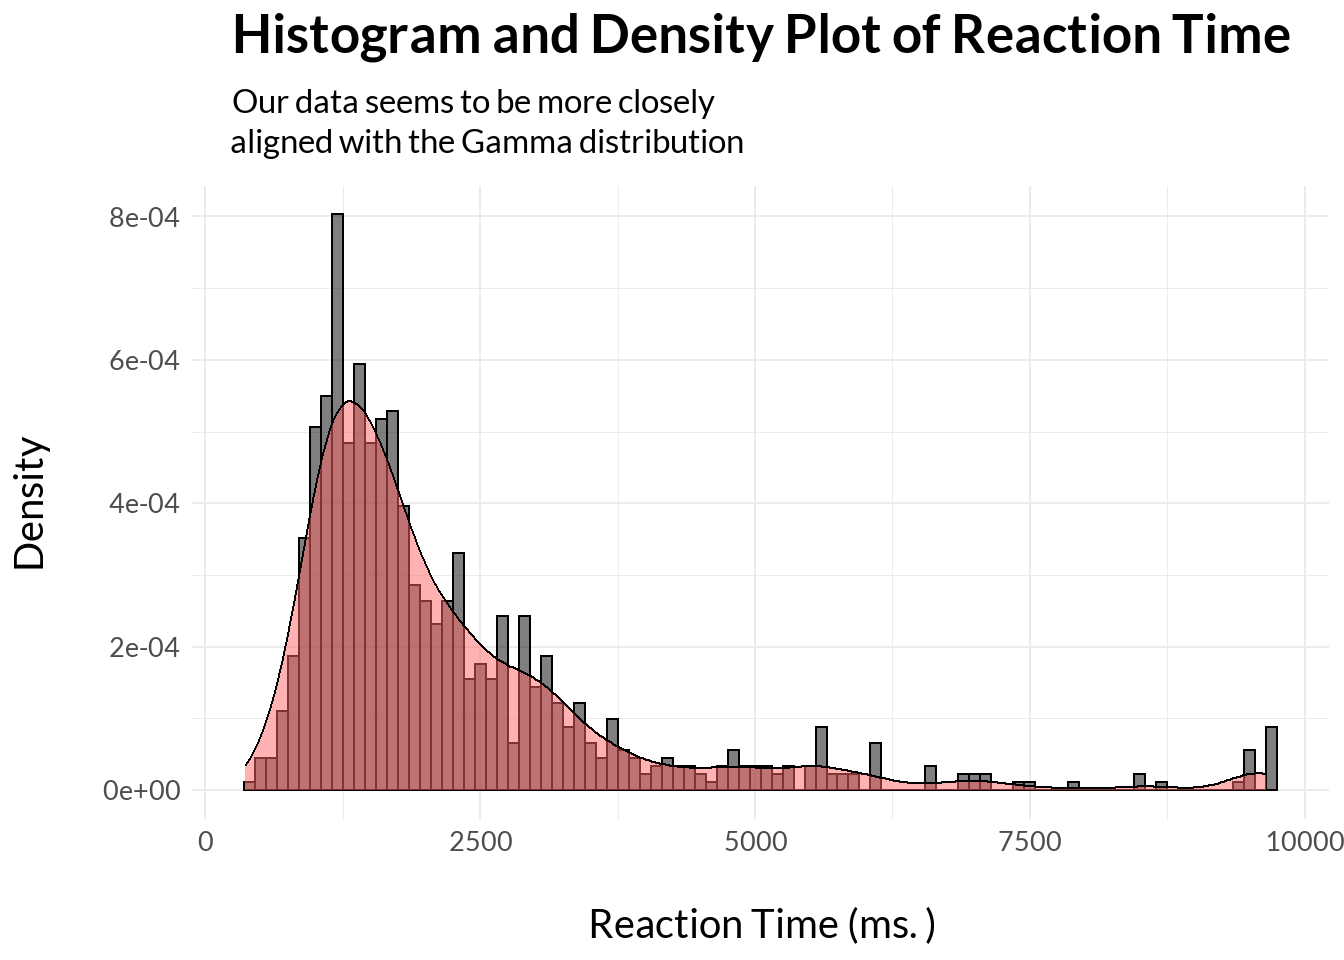 Histogram and Density Plot of Reaction Time
Our data seems to be more closely
aligned with the Gamma distribution
8e-04
6e-04
4e-04
2e-04
0e+00
Density
0 2500 5000 7500 10000
Reaction Time (ms. )